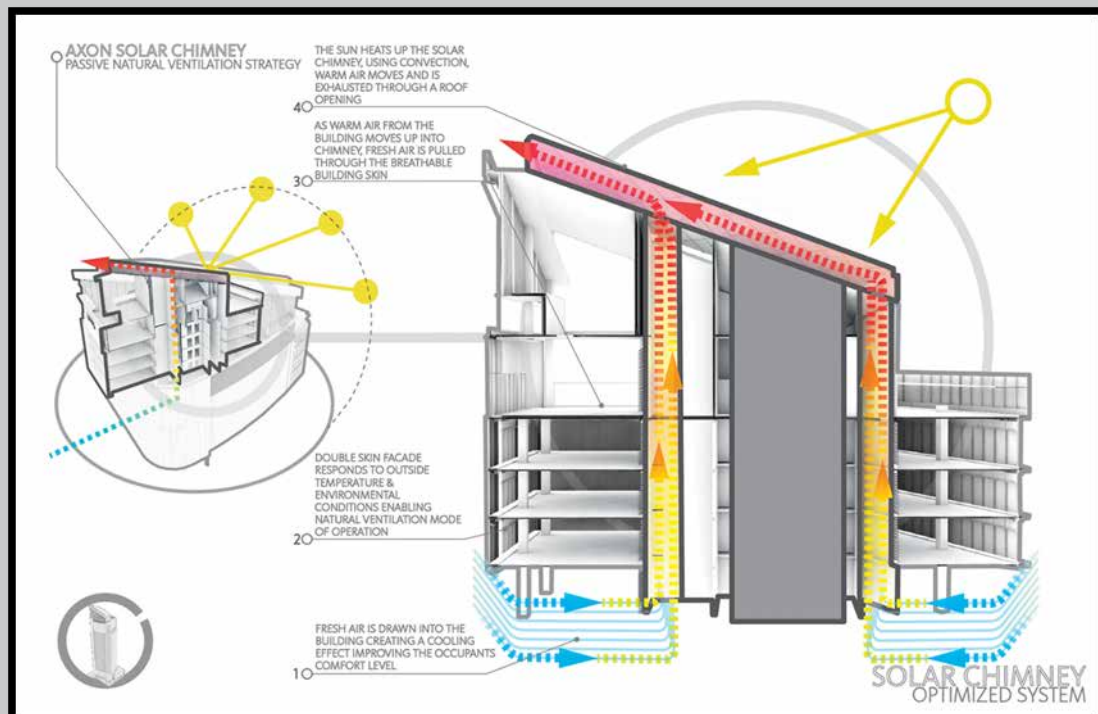 AXON SOLAR CHIMNEY
PASSIVE NATURAL VENTILATION STRATEGY
THE SUN HEATS UP THE SOLAR
CHIMNEY, USING CONVECTION,
WARM AIR MOVES AND IS
EXHAUSTED THROUGH A ROOF
OPENING
4
AS WARM AIR FROM THE
BUILDING MOVES UP INTO
CHIMNEY, FRESH AIR IS PULLED
THROUGH THE BREATHABLE
BUILDING SKIN
3
DOUBLE SKIN FACADE
RESPONDS TO OUTSIDE
TEMPERATURE &
ENVIRONMENTAL
CONDITIONS ENABLING
NATURAL VENTILATION MODE
OF OPERATION
2
FRESH AIR IS DRAWN INTO THE
BUILDING CREATING A COOLING
EFFECT IMPROVING THE OCCUPANTS
COMFORT LEVEL
1
SOLAR CHIMNEY
OPTIMIZED SYSTEM